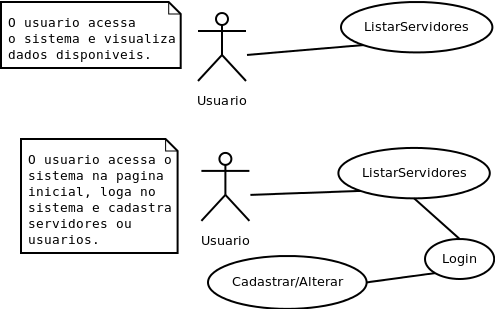 O usuario acessa
o sistema e visualiza
dados disponiveis.
ListarServidores
Usuario
O usuario acessa o
sistema na pagina
inicial, loga no
sistema e cadastra
servidores ou
usuarios.
ListarServidores
Usuario
Login
Cadastrar/Alterar